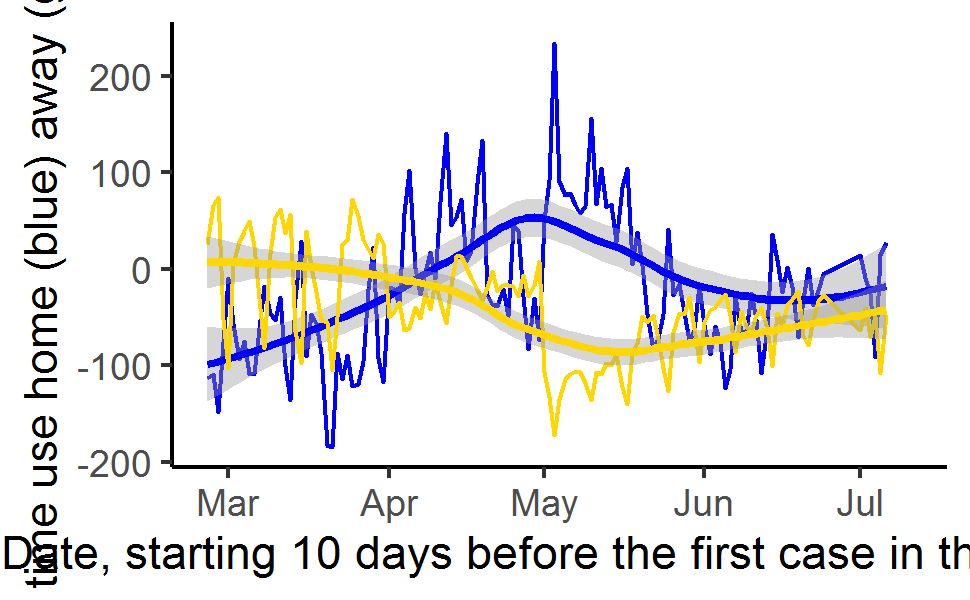 time use home (blue) away (
200
100
0
-100
-200
Mar Apr May Jun Jul
Date, starting 10 days before the first case in th